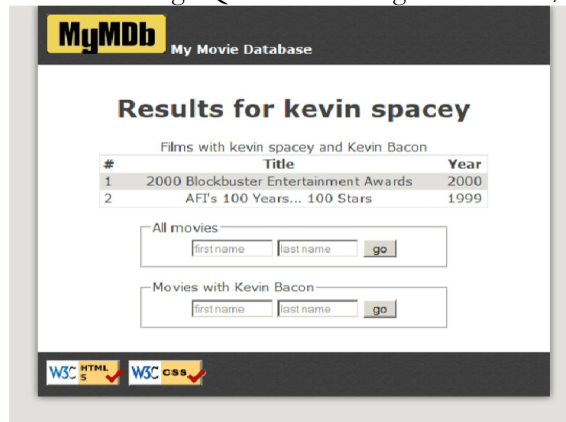 MyMDb My Movie Database
Results for kevin spacey
Films with kevin spacey and Kevin Bacon
# Title Year
1 2000 Blockbuster Entertainment Awards 2000
2 AFI's 100 Years... 100 Stars 1999
All movies
first name last name go
Movies with Kevin Bacon
first name last name go
W3C HTML 5 W3C css